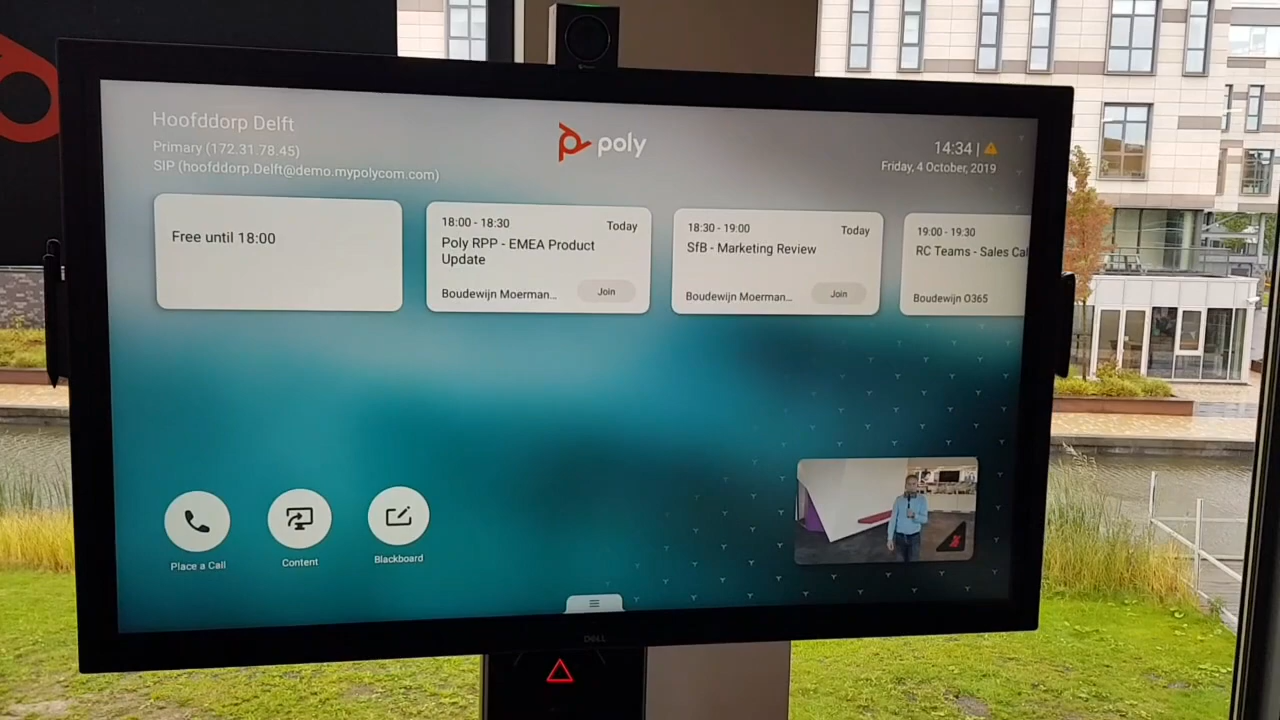 Hoofddorp Delft
Primary (172.31.78.45)
SIP (hoofddorp.Delft@demo.mypolycom.com)
poly
14:34 |
Friday, 4 October, 2019
Free until 18:00
18:00 - 18:30 Today
Poly RPP - EMEA Product
Update
Boudewijn Moerman... Join
18:30 - 19:00 Today
SfB - Marketing Review
Boudewijn Moerman... Join
19:00 - 19:30
RC Teams - Sales Cal
Boudewijn O365
Place a Call
Content
Blackboard
DELL